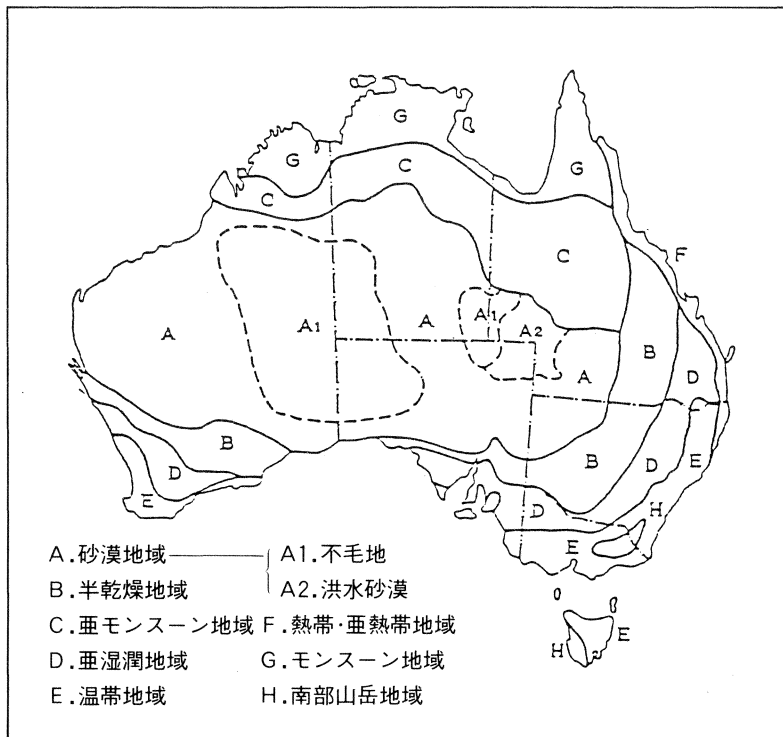 G
G
C
G
C
C
F
A
A1
A
A1
A2
B
A
D
B
B
D
E
D
E
H
D
E
E
H
A.砂漠地域 A1.不毛地
B.半乾燥地域 A2.洪水砂漠
C.亜モンスーン地域 F.熱帯・亜熱帯地域
D.亜湿潤地域 G.モンスーン地域
E.温帯地域 H.南部山岳地域